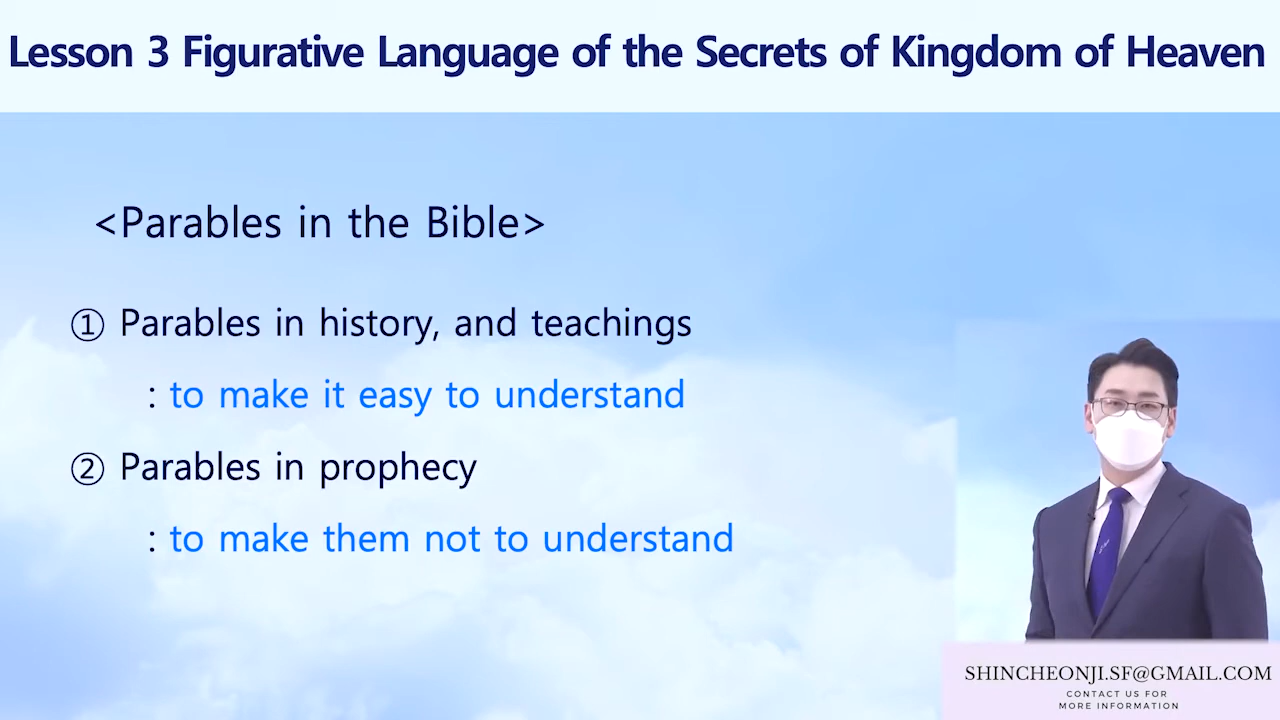 Lesson 3 Figurative Language of the Secrets of Kingdom of Heaven
<Parables in the Bible>
① Parables in history, and teachings
: to make it easy to understand
② Parables in prophecy
: to make them not to understand
SHINCHEONJI.SF@GMAIL.COM
CONTACT US FOR
MORE INFORMATION